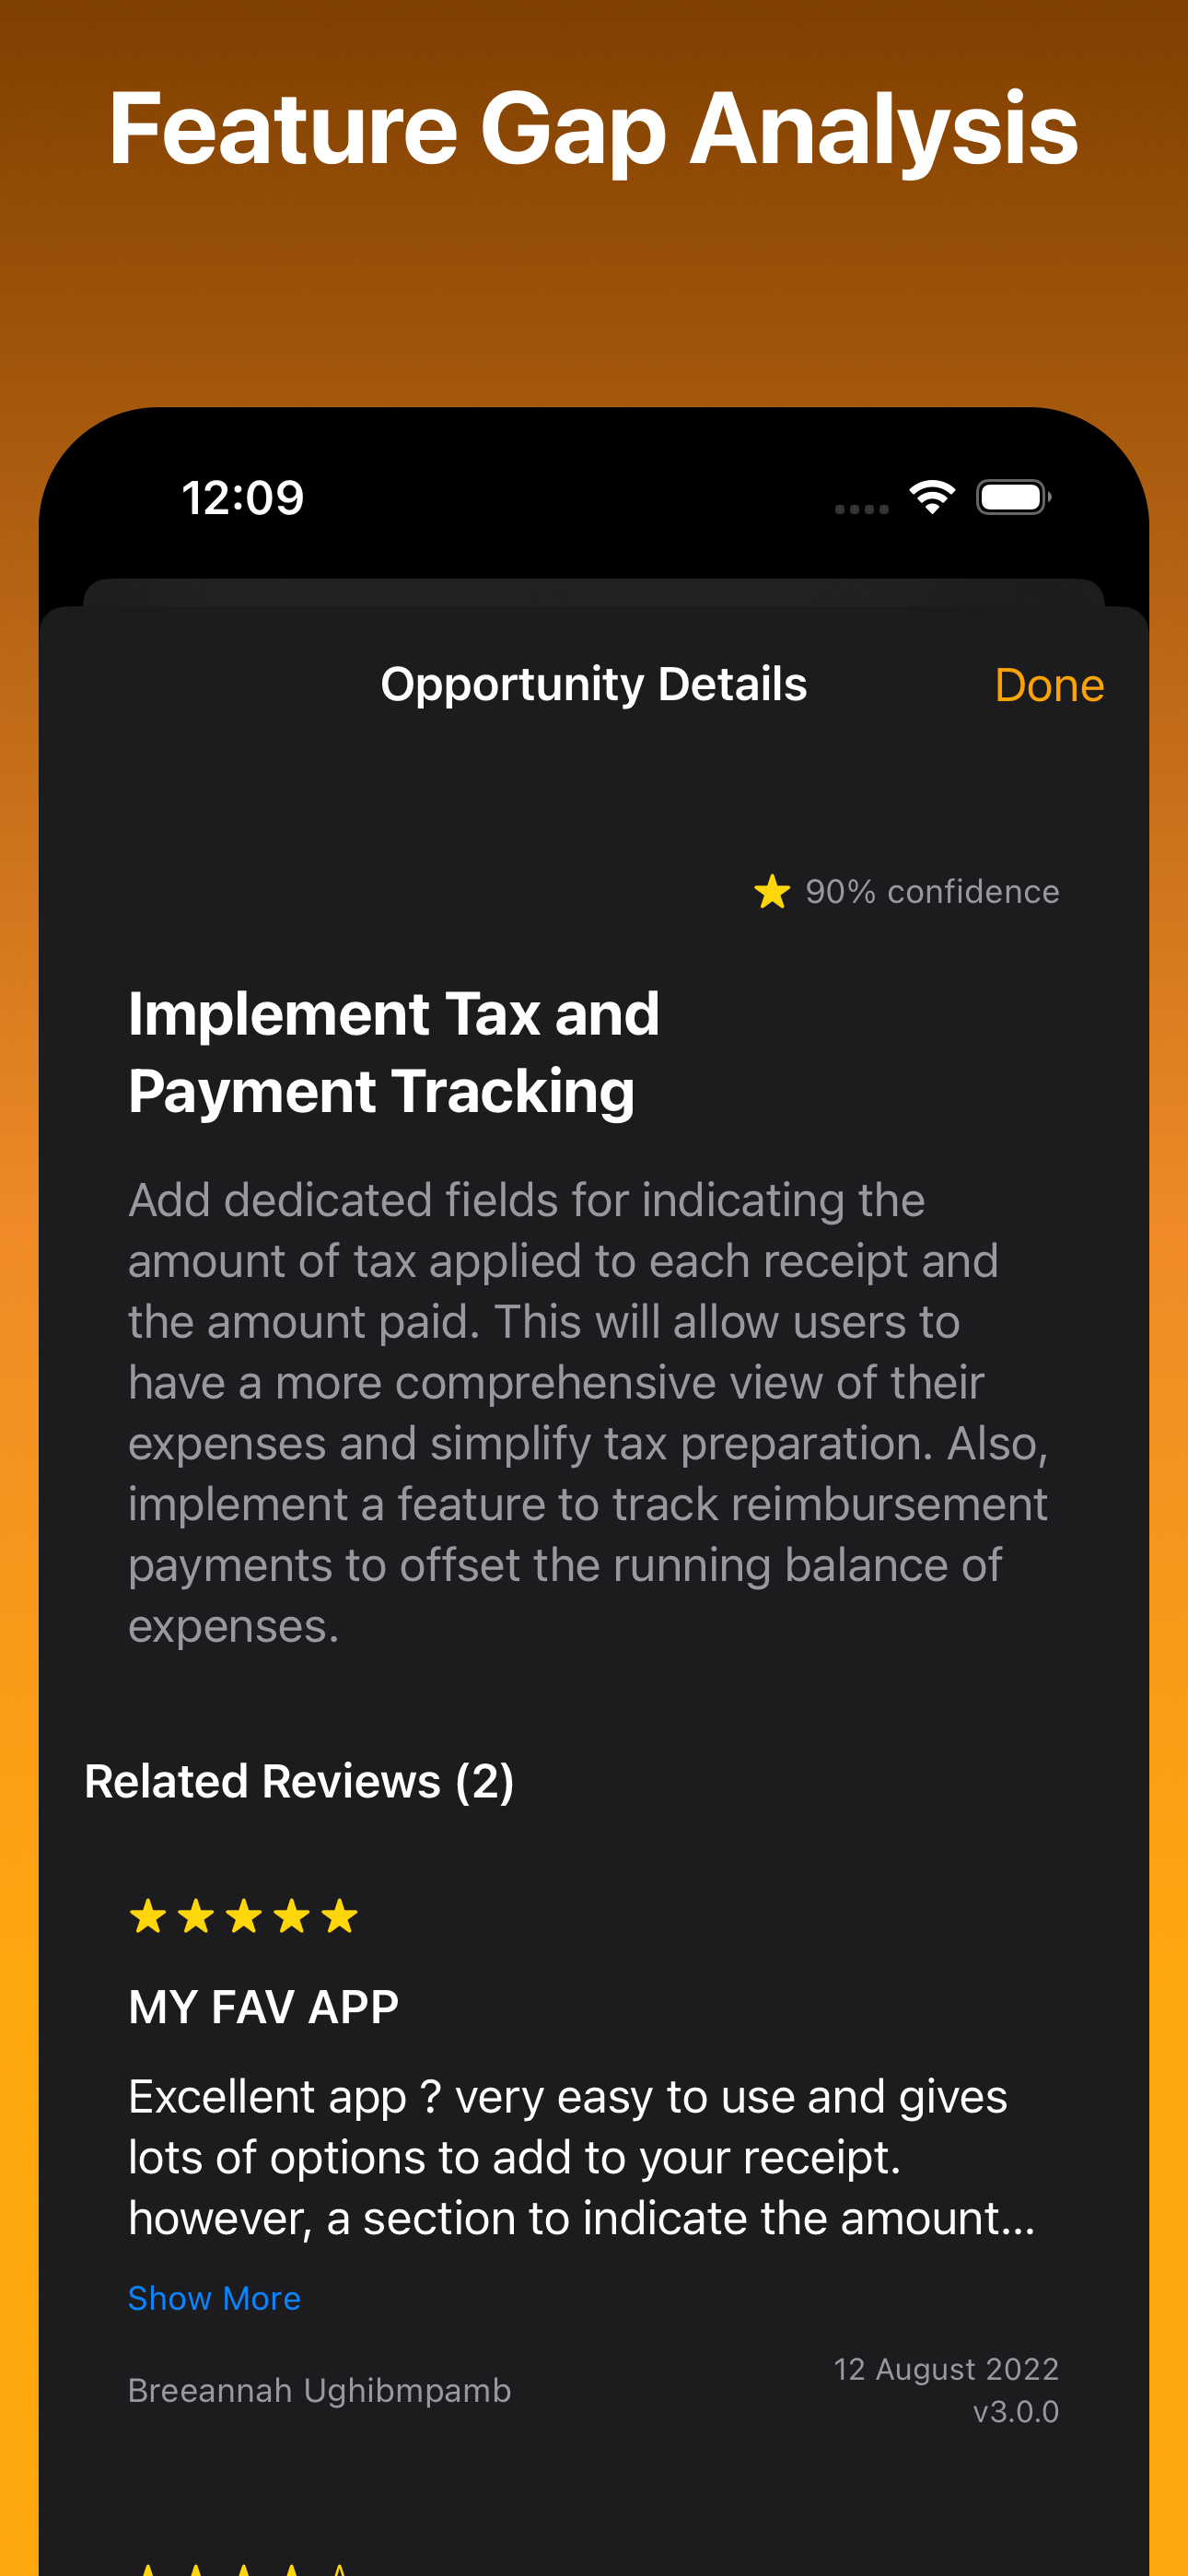 Feature Gap Analysis
12:09
Opportunity Details
Done
90% confidence
Implement Tax and
Payment Tracking
Add dedicated fields for indicating the
amount of tax applied to each receipt and
the amount paid. This will allow users to
have a more comprehensive view of their
expenses and simplify tax preparation. Also,
implement a feature to track reimbursement
payments to offset the running balance of
expenses.
Related Reviews (2)
MY FAV APP
Excellent app ? very easy to use and gives
lots of options to add to your receipt.
however, a section to indicate the amount...
Show More
Breeannah Ughibmpamb
12 August 2022
v3.0.0